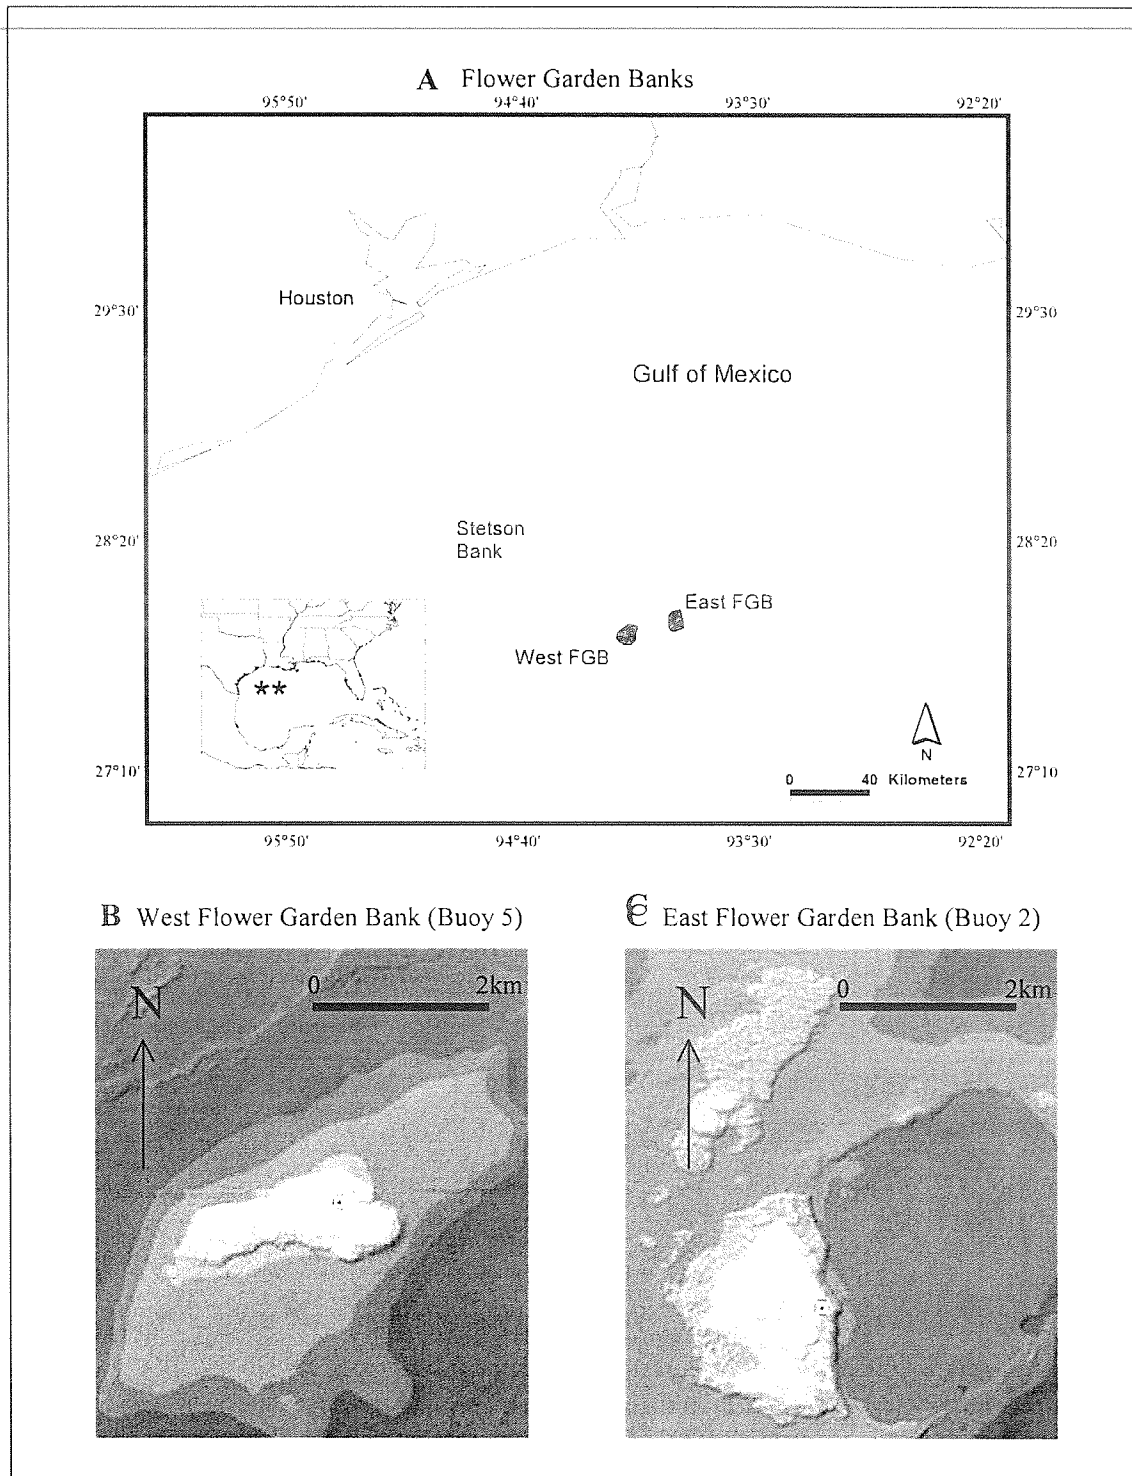 A Flower Garden Banks
95°50' 94°40' 93°30' 92°20'
Houston
29°30' 29°30
Gulf of Mexico
Stetson
Bank
28°20' 28°20
East FGB
West FGB
**
N
27°10' 27°10
0 40 Kilometers
95°50' 94°40' 93°30' 92°20'
B West Flower Garden Bank (Buoy 5)
C East Flower Garden Bank (Buoy 2)
N 0 2km
N 0 2km